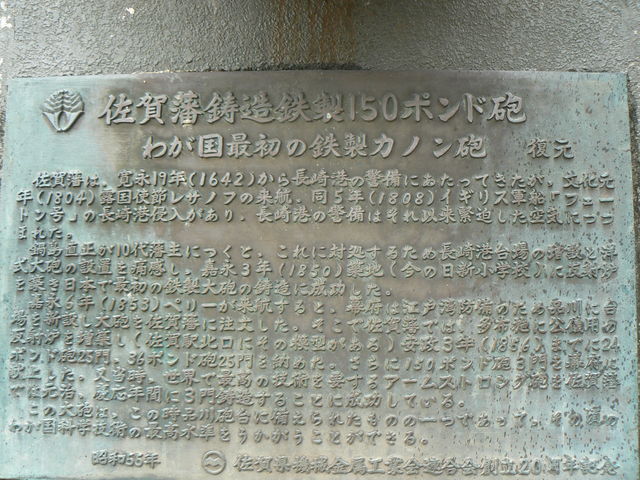 佐賀藩鋳造鉄製150ポンド砲
わが国最初の鉄製カノン砲 復元
佐賀藩は、寛永19年(1642)から長崎港の警備にあたってきたが、文化元
年(1804)露国使節レサノフの来航、同5年(1808)イギリス軍船「フェー
トン号」の長崎港侵入があり、長崎港の警備はそれ以来緊迫した空気につつ
まれた。
鍋島直正が10代藩主につくと、これに対処するため長崎港台場の増設と洋
式大砲の設置を痛感し、嘉永3年(1850)築地(今の日新小学校)に反射炉
を築き日本で最初の鉄製大砲の鋳造に成功した。
嘉永6年(1853)ペリーが来航すると、幕府は江戸湾防備のため品川に台
場を新設し大砲を佐賀藩に注文した。そこで佐賀藩では、多布施に公儀用の
反射炉を増築し(佐賀駅北口にその模型がある)安政3年(1856)までに24
ポンド砲25門、36ポンド砲25門を納めた。さらに150ポンド砲3門を幕府に
献上した。又当時、世界で最高の技術を要するアームストロング砲を佐賀藩
では元治、慶応年間に3門鋳造することに成功している。
この大砲は、この時品川砲台に備えられたものの一つであって、その頃の
わが国科学技術の最高水準をうかがうことができる。
昭和53年 佐賀県機械金属工業会連合会創立20周年記念